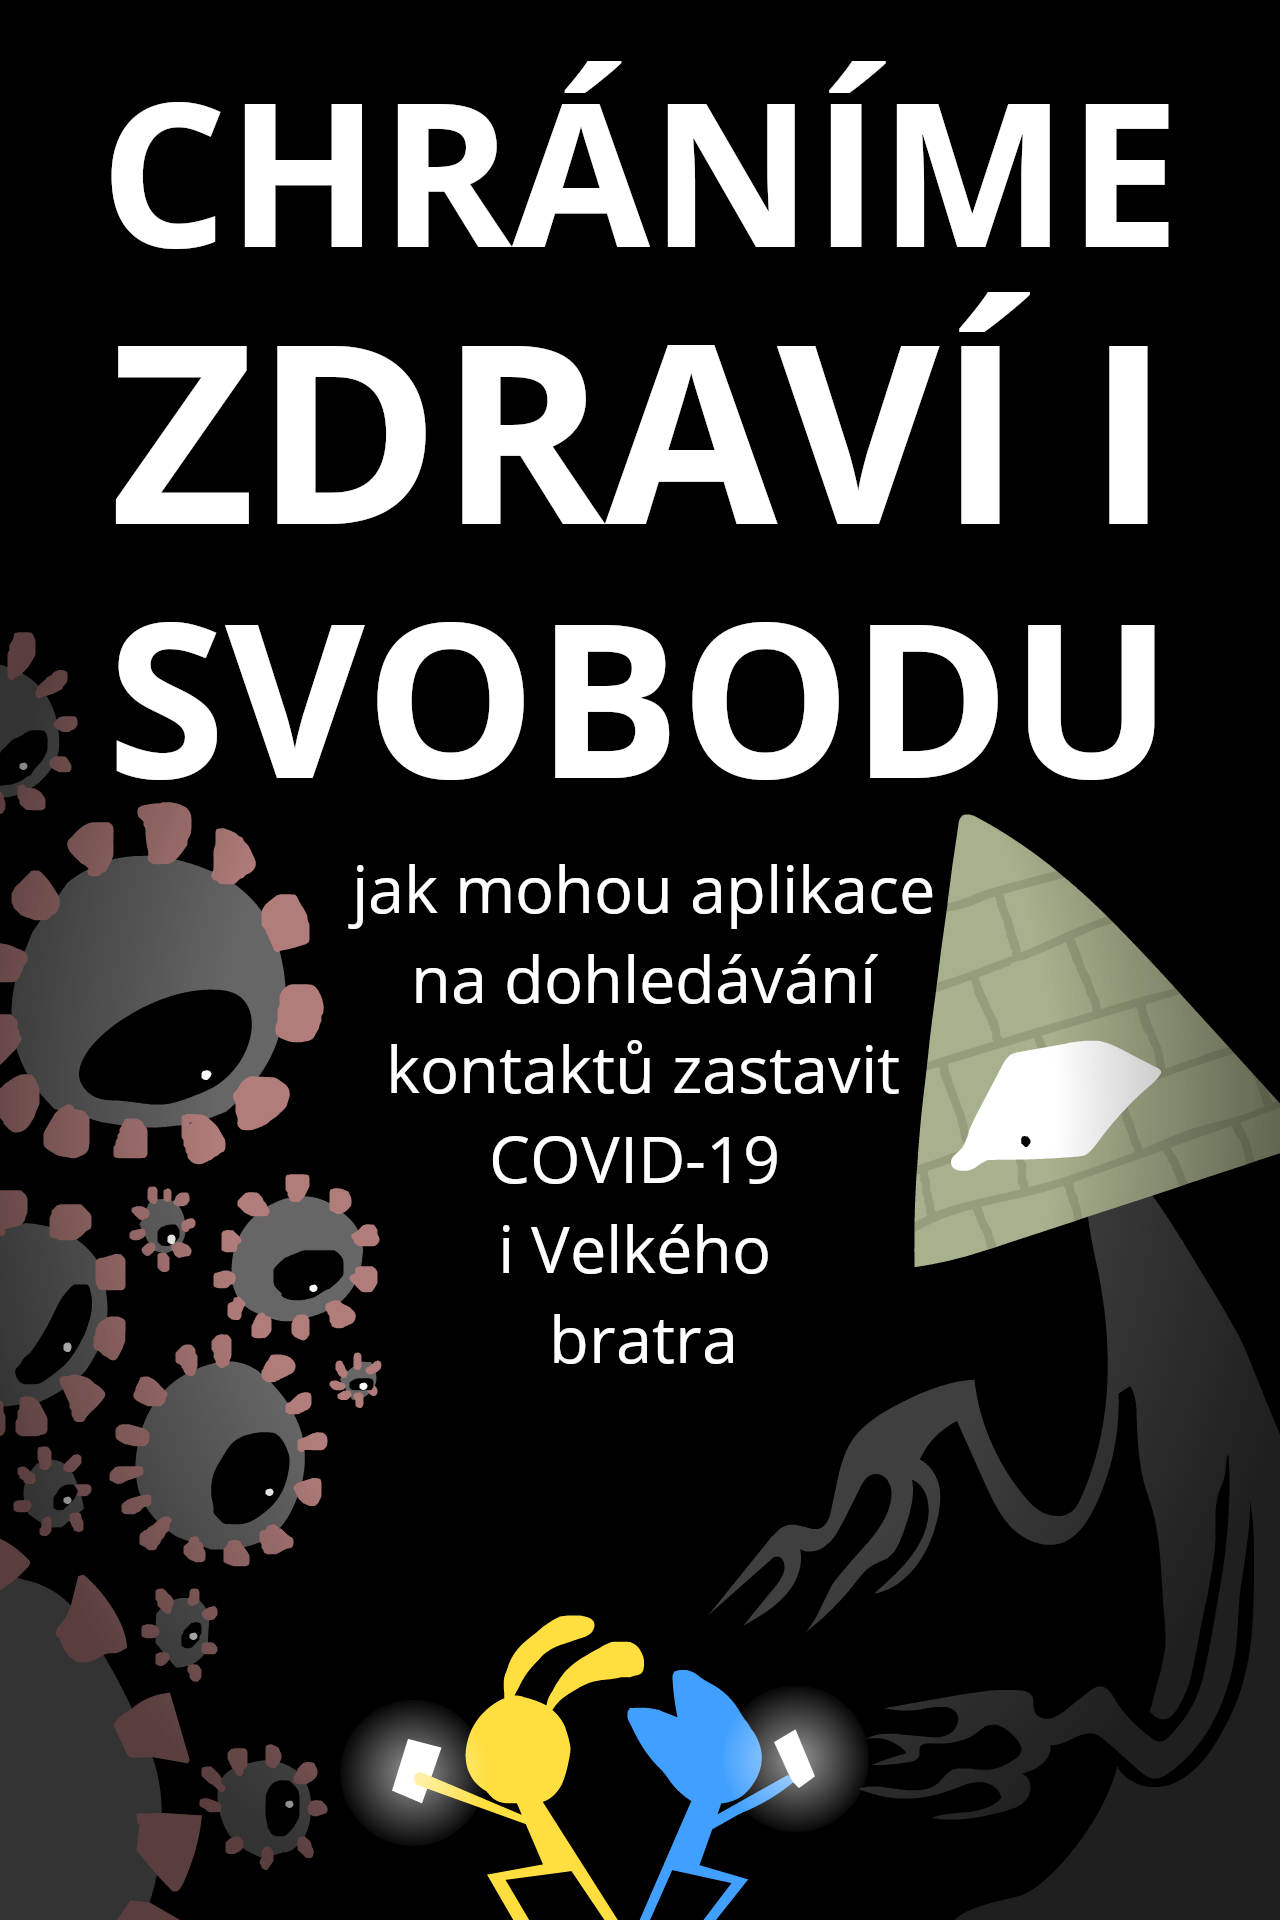 CHRÁNÍME
ZDRAVÍ I
SVOBODU
jak mohou aplikace
na dohledávání
kontaktů zastavit
COVID-19
i Velkého
bratra